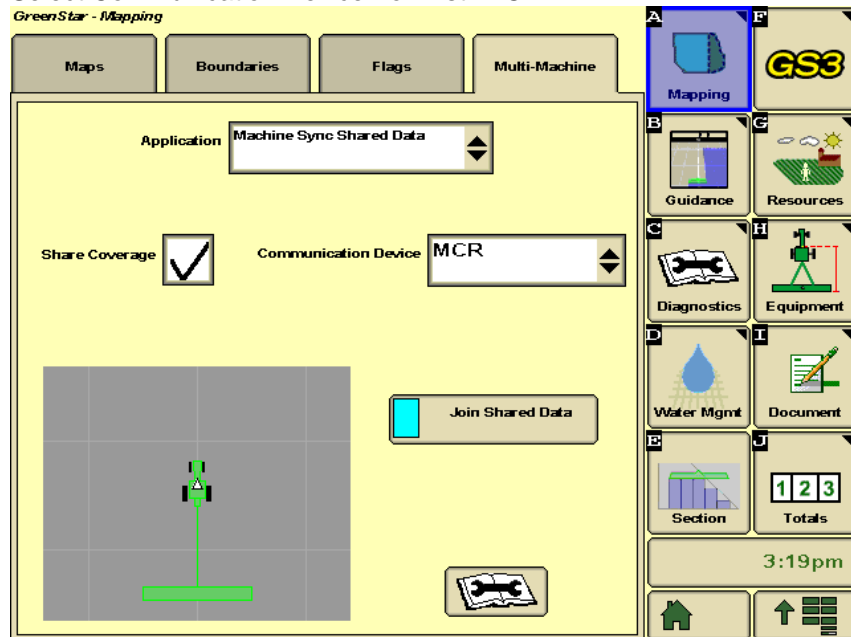 GreenStar - Mapping
Maps
Boundaries
Flags
Multi-Machine
Application
Machine Sync Shared Data
Share Coverage
Communication Device
MCR
Join Shared Data
A
Mapping
F
GS3
B
Guidance
G
Resources
C
Diagnostics
H
Equipment
D
Water Mgmt
I
Document
E
Section
J
1 2 3
Totals
3:19pm